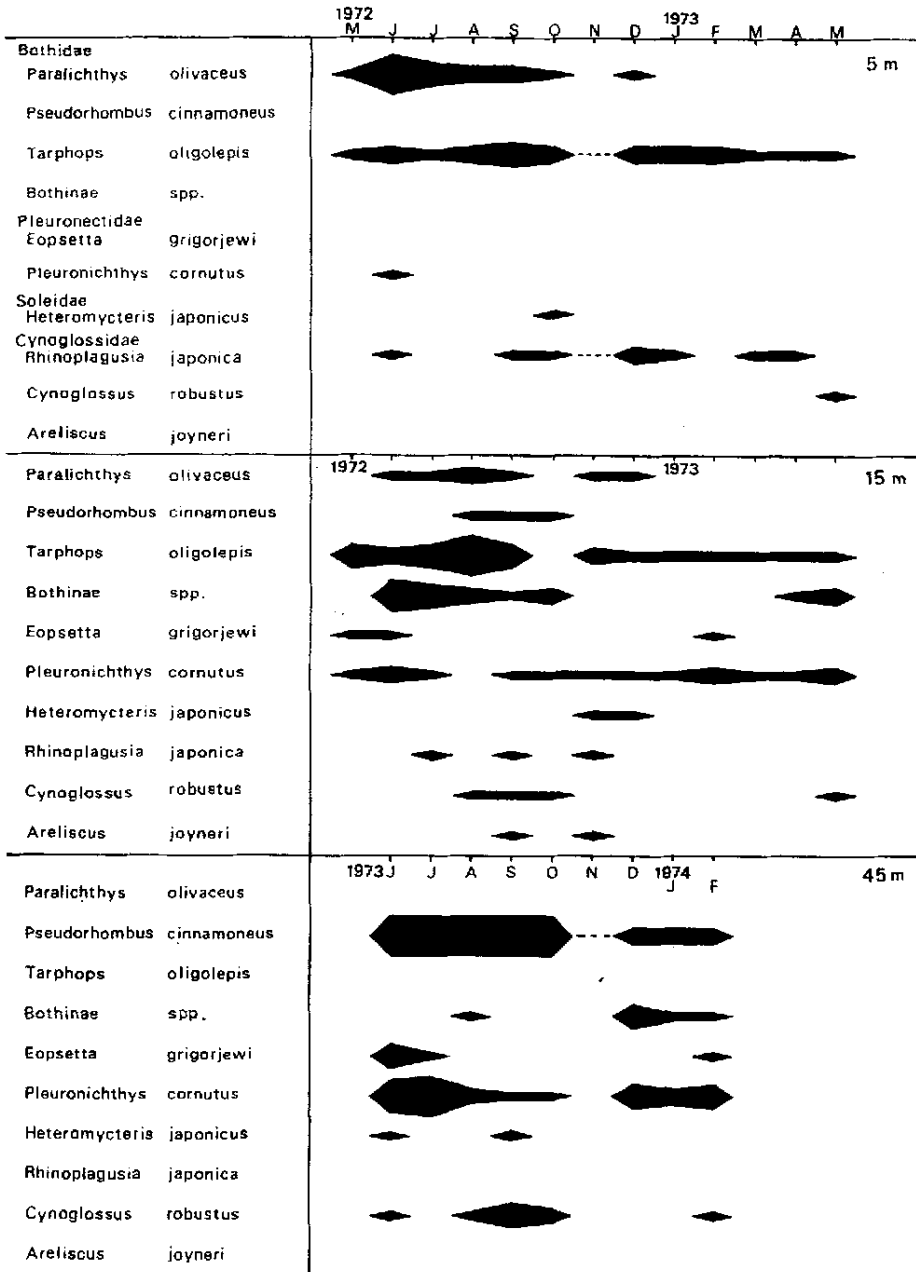 1972 1973
M J J A S O N D J F M A M
Bothidae 5 m
Paralichthys olivaceus
Pseudorhombus cinnamoneus
Tarphops oligolepis
Bothinae spp.
Pleuronectidae
Eopsetta grigorjewi
Pleuronichthys cornutus
Soleidae
Heteromycteris japonicus
Cynoglossidae
Rhinoplagusia japonica
Cynoglossus robustus
Areliscus joyneri
1972 1973 15 m
Paralichthys olivaceus
Pseudorhombus cinnamoneus
Tarphops oligolepis
Bothinae spp.
Eopsetta grigorjewi
Pleuronichthys cornutus
Heteromycteris japonicus
Rhinoplagusia japonica
Cynoglossus robustus
Areliscus joyneri
1973 J J A S O N D 1974 J F 45 m
Paralichthys olivaceus
Pseudorhombus cinnamoneus
Tarphops oligolepis
Bothinae spp.
Eopsetta grigorjewi
Pleuronichthys cornutus
Heteromycteris japonicus
Rhinoplagusia japonica
Cynoglossus robustus
Areliscus joyneri